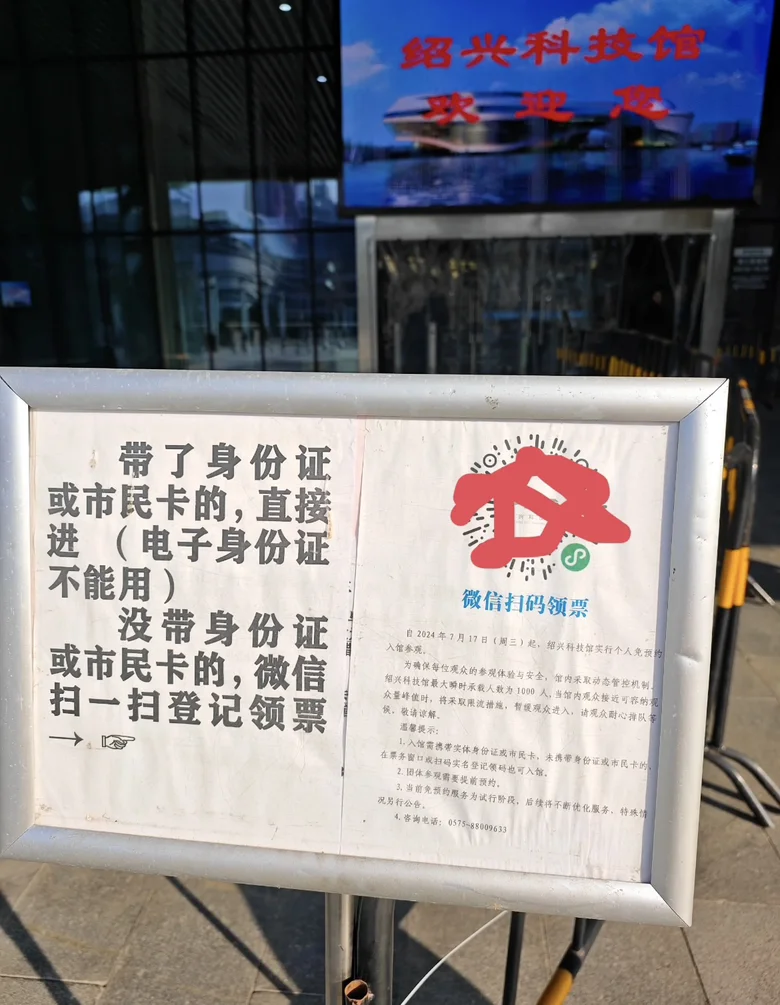 绍兴科技馆
欢迎您
带了身份证
或市民卡的,直接
进 (电子身份证
不能用)
没带身份证
或市民卡的,微信
扫一扫登记领票
→ ☞
微信扫码领票
自 2024 年 7 月 17 日（周三）起，绍兴科技馆实行个人免预约
入馆参观。
为确保每位观众的参观体验与安全，馆内采取动态管控机制。
绍兴科技馆最大瞬时承载人数为 1000 人，当馆内观众接近可容纳观
众量峰值时，将采取限流措施，暂缓观众进入，请观众耐心排队等
候，敬请谅解。
温馨提示：
1.入馆需携带实体身份证或市民卡，未携带身份证或市民卡的，
在票务窗口或扫码实名登记领码也可入馆。
2.团体参观需要提前预约。
3.当前免预约服务为试行阶段，后续将不断优化服务，特殊情
况另行公告。
4.咨询电话：0575-88009633